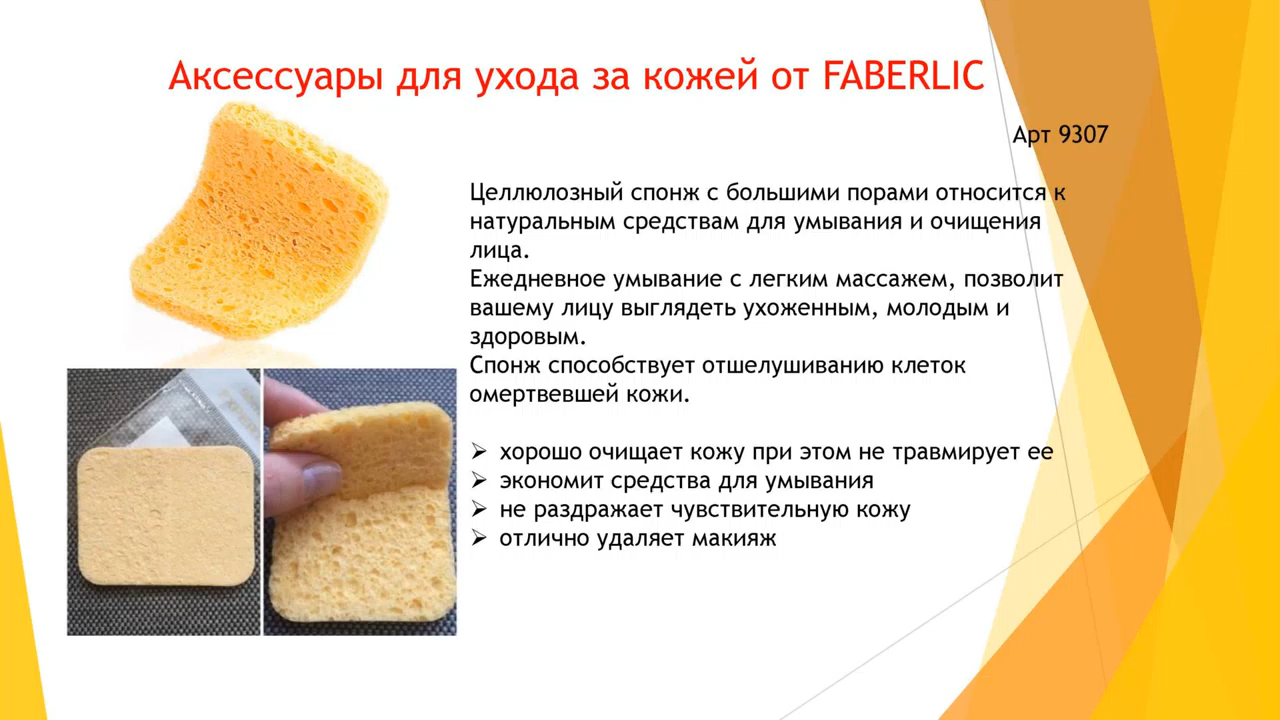 Аксессуары для ухода за кожей от FABERLIC
Арт 9307
Целлюлозный спонж с большими порами относится к
натуральным средствам для умывания и очищения
лица.
Ежедневное умывание с легким массажем, позволит
вашему лицу выглядеть ухоженным, молодым и
здоровым.
Спонж способствует отшелушиванию клеток
омертвевшей кожи.
➢ хорошо очищает кожу при этом не травмирует ее
➢ экономит средства для умывания
➢ не раздражает чувствительную кожу
➢ отлично удаляет макияж